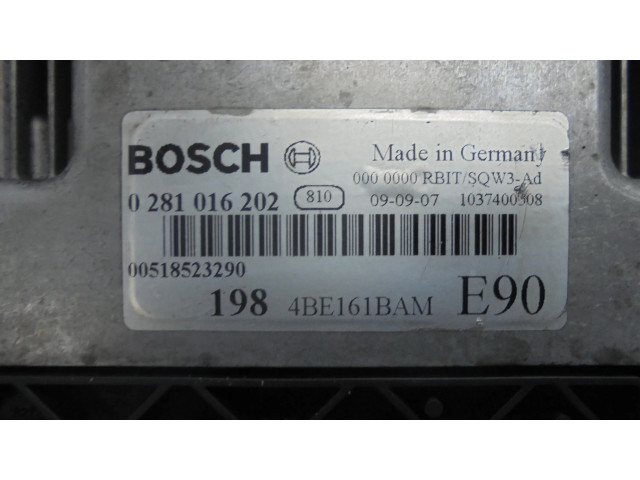 BOSCH Made in Germany
000 0000 RBIT/SQW3-Ad
0 281 016 202 810 09-09-07 1037400308
00518523290
198 4BE161BAM E90